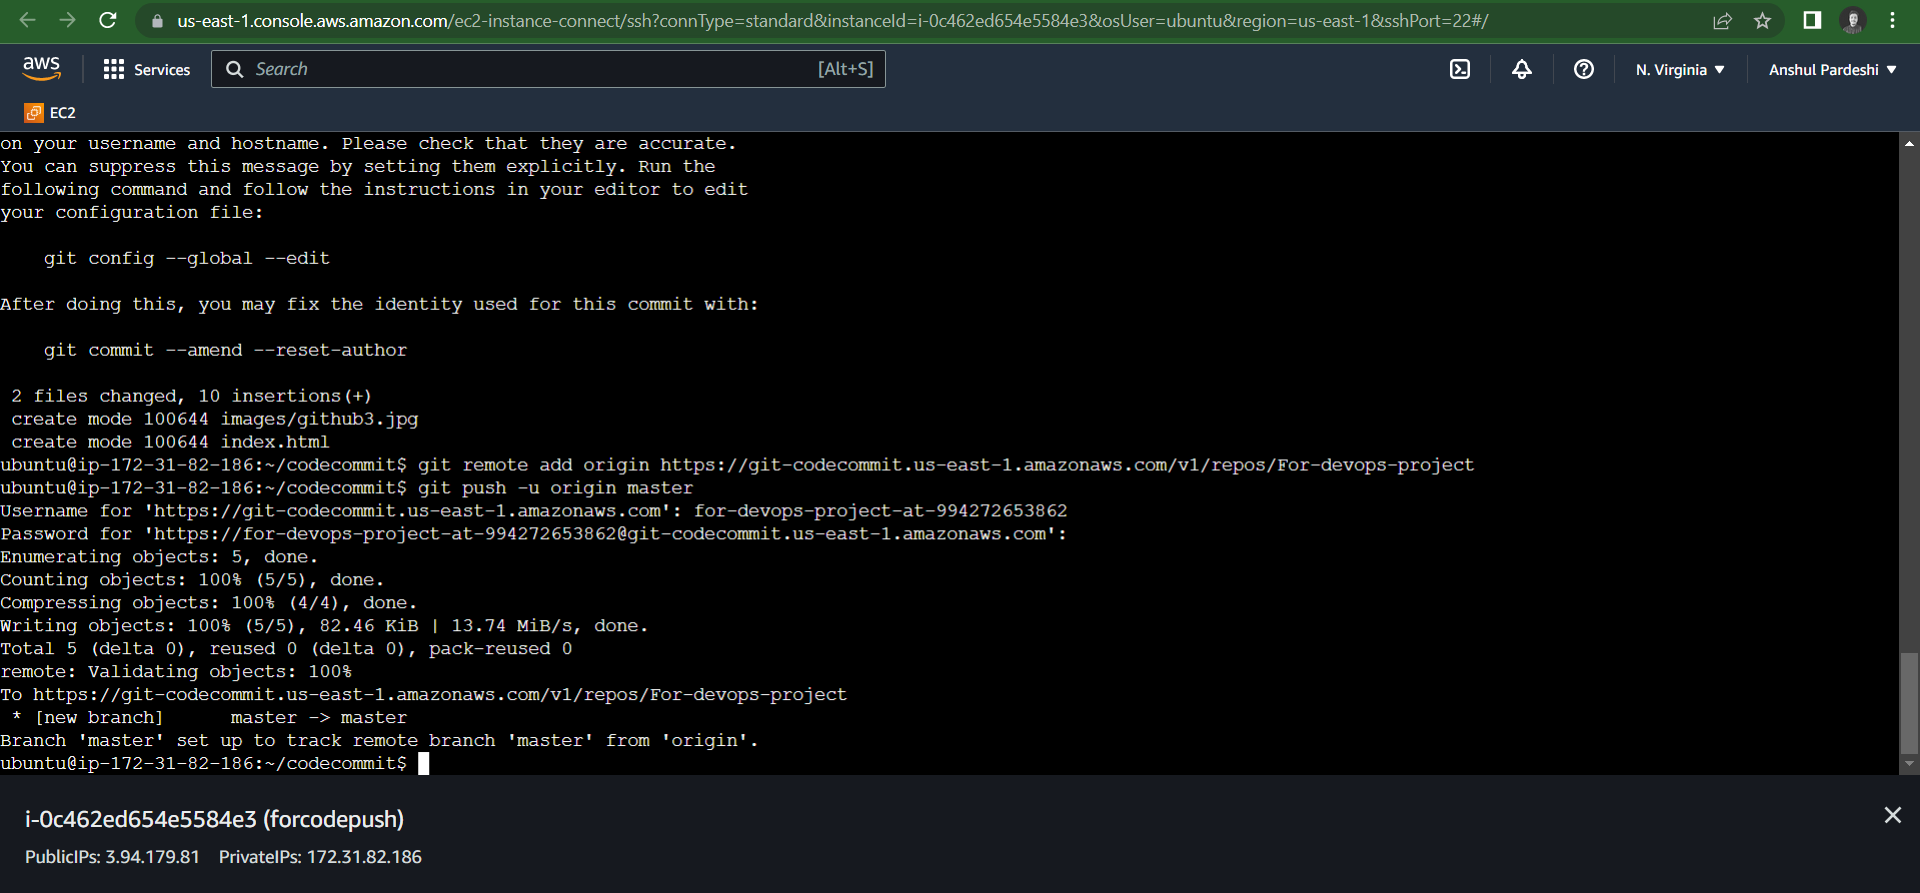 us-east-1.console.aws.amazon.com/ec2-instance-connect/ssh?connType=standard&instanceId=i-0c462ed654e5584e3&osUser=ubuntu&region=us-east-1&sshPort=22#/
aws Services Search [Alt+S] N. Virginia Anshul Pardeshi
EC2
on your username and hostname. Please check that they are accurate.
You can suppress this message by setting them explicitly. Run the
following command and follow the instructions in your editor to edit
your configuration file:
git config --global --edit
After doing this, you may fix the identity used for this commit with:
git commit --amend --reset-author
2 files changed, 10 insertions(+)
create mode 100644 images/github3.jpg
create mode 100644 index.html
ubuntu@ip-172-31-82-186:~/codecommit$ git remote add origin https://git-codecommit.us-east-1.amazonaws.com/v1/repos/For-devops-project
ubuntu@ip-172-31-82-186:~/codecommit$ git push -u origin master
Username for 'https://git-codecommit.us-east-1.amazonaws.com': for-devops-project-at-994272653862
Password for 'https://for-devops-project-at-994272653862@git-codecommit.us-east-1.amazonaws.com':
Enumerating objects: 5, done.
Counting objects: 100% (5/5), done.
Compressing objects: 100% (4/4), done.
Writing objects: 100% (5/5), 82.46 KiB | 13.74 MiB/s, done.
Total 5 (delta 0), reused 0 (delta 0), pack-reused 0
remote: Validating objects: 100%
To https://git-codecommit.us-east-1.amazonaws.com/v1/repos/For-devops-project
* [new branch]      master -> master
Branch 'master' set up to track remote branch 'master' from 'origin'.
ubuntu@ip-172-31-82-186:~/codecommit$
i-0c462ed654e5584e3 (forcodepush)
PublicIPs: 3.94.179.81 PrivateIPs: 172.31.82.186